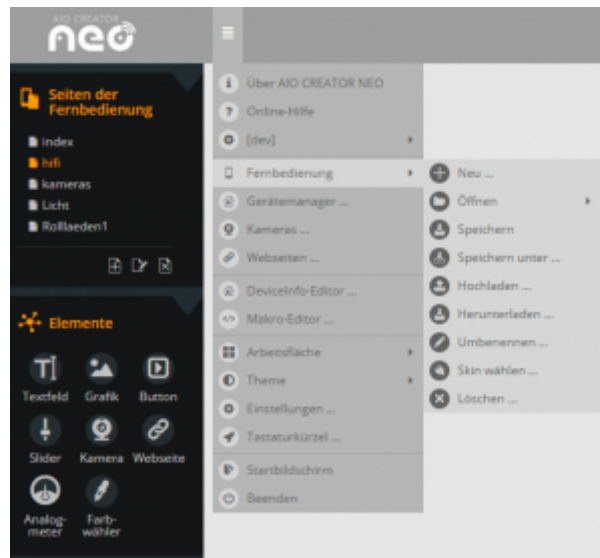 AIO CREATOR
neo
Seiten der
Fernbedienung
index
hifi
kameras
Licht
Rolllaeden1
Elemente
Textfeld Grafik Button
Slider Kamera Webseite
Analog- Farb-
meter wähler
Über AIO CREATOR NEO
Online-Hilfe
[dev]
Fernbedienung
Gerätemanager ...
Kameras ...
Webseiten ...
DeviceInfo-Editor ...
Makro-Editor ...
Arbeitsfläche
Theme
Einstellungen ...
Tastaturkürzel ...
Startbildschirm
Beenden
Neu ...
Öffnen
Speichern
Speichern unter ...
Hochladen ...
Herunterladen ...
Umbenennen ...
Skin wählen ...
Löschen ...